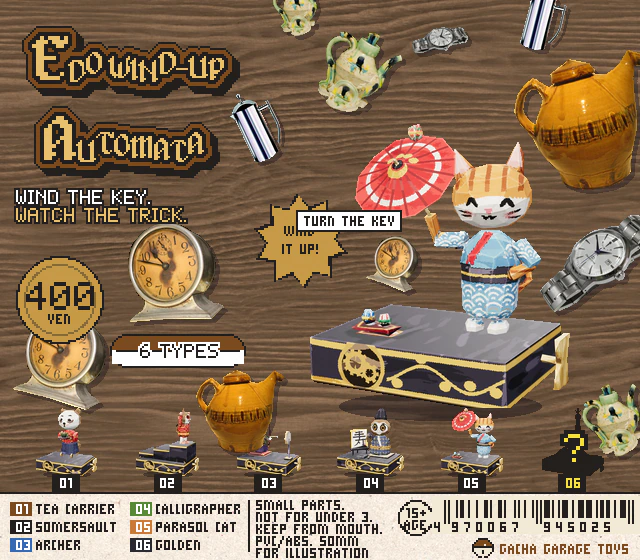 EDO WIND-UP
AUTOMATA
WIND THE KEY.
WATCH THE TRICK.
IT UP!
TURN THE KEY
400
YEN
6 TYPES
01
02
03
04
05
06
?
寿
01 TEA CARRIER
02 SOMERSAULT
03 ARCHER
04 CALLIGRAPHER
05 PARASOL CAT
06 GOLDEN
SMALL PARTS.
NOT FOR UNDER 3.
KEEP FROM MOUTH.
PVC/ABS. 50MM
FOR ILLUSTRATION
15+
AGE
4 970067 945025
GACHA GARAGE TOYS